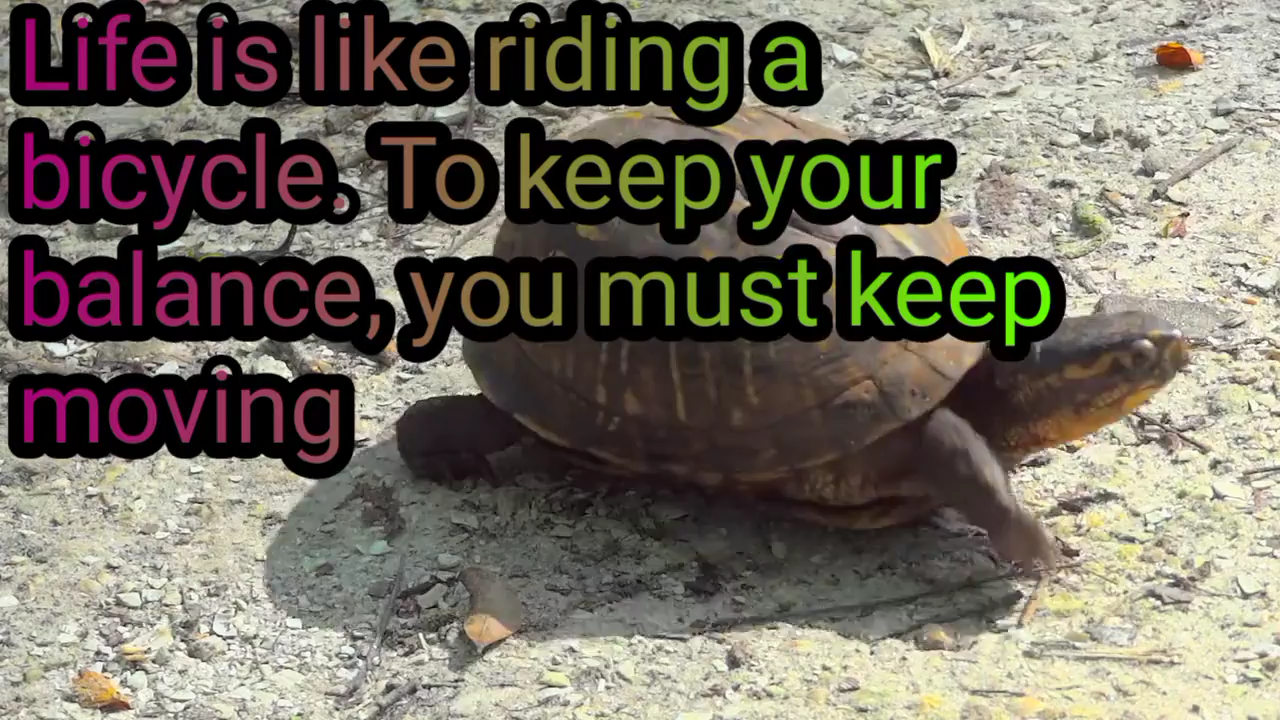 Life is like riding a
bicycle. To keep your
balance, you must keep
moving